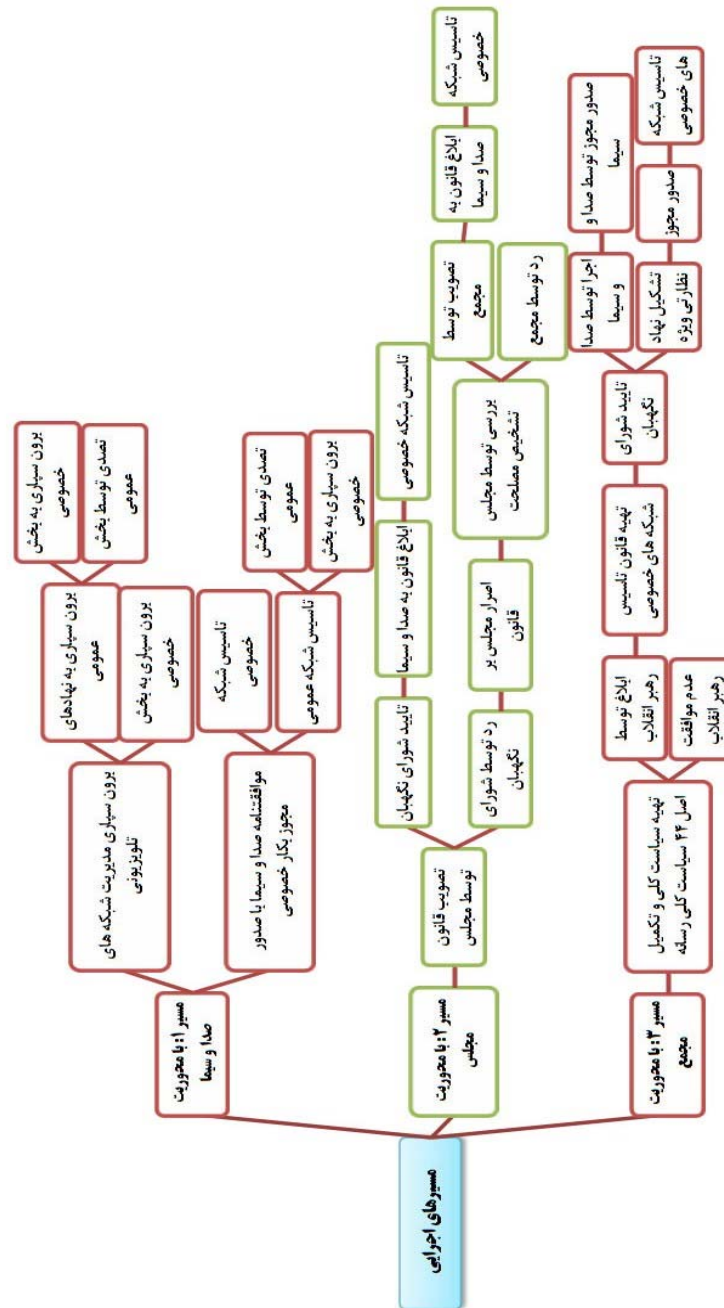 مسیرهای اجرایی
مسیر ۱: با محوریت
صدا و سیما
برون سپاری مدیریت شبکه های
تلویزیونی
برون سپاری به نهادهای
عمومی
برون سپاری به بخش
خصوصی
تصدی توسط بخش
عمومی
برون سپاری به بخش
خصوصی
موافقتنامه صدا و سیما با صدور
مجوز بکار خصوصی
تاسیس شبکه
خصوصی
تاسیس شبکه عمومی
تصدی توسط بخش
عمومی
برون سپاری به بخش
خصوصی
مسیر ۲: با محوریت
مجلس
تصویب قانون
توسط مجلس
تایید شورای نگهبان
ابلاغ قانون به صدا و سیما
تاسیس شبکه خصوصی
رد توسط شورای
نگهبان
اصرار مجلس بر
قانون
بررسی توسط مجلس
تشخیص مصلحت
تصویب توسط
مجمع
ابلاغ قانون به
صدا و سیما
تاسیس شبکه
خصوصی
رد توسط مجمع
مسیر ۳: با محوریت
مجمع
تهیه سیاست کلی و تکمیل
اصل ۴۴ سیاست کلی رسانه
ابلاغ توسط
رهبر انقلاب
تهیه قانون تاسیس
شبکه های خصوصی
تایید شورای
نگهبان
اجرا توسط صدا
و سیما
صدور مجوز توسط صدا و
سیما
تشکیل نهاد
نظارتی ویژه
صدور مجوز
تاسیس شبکه
های خصوصی
عدم موافقت
رهبر انقلاب